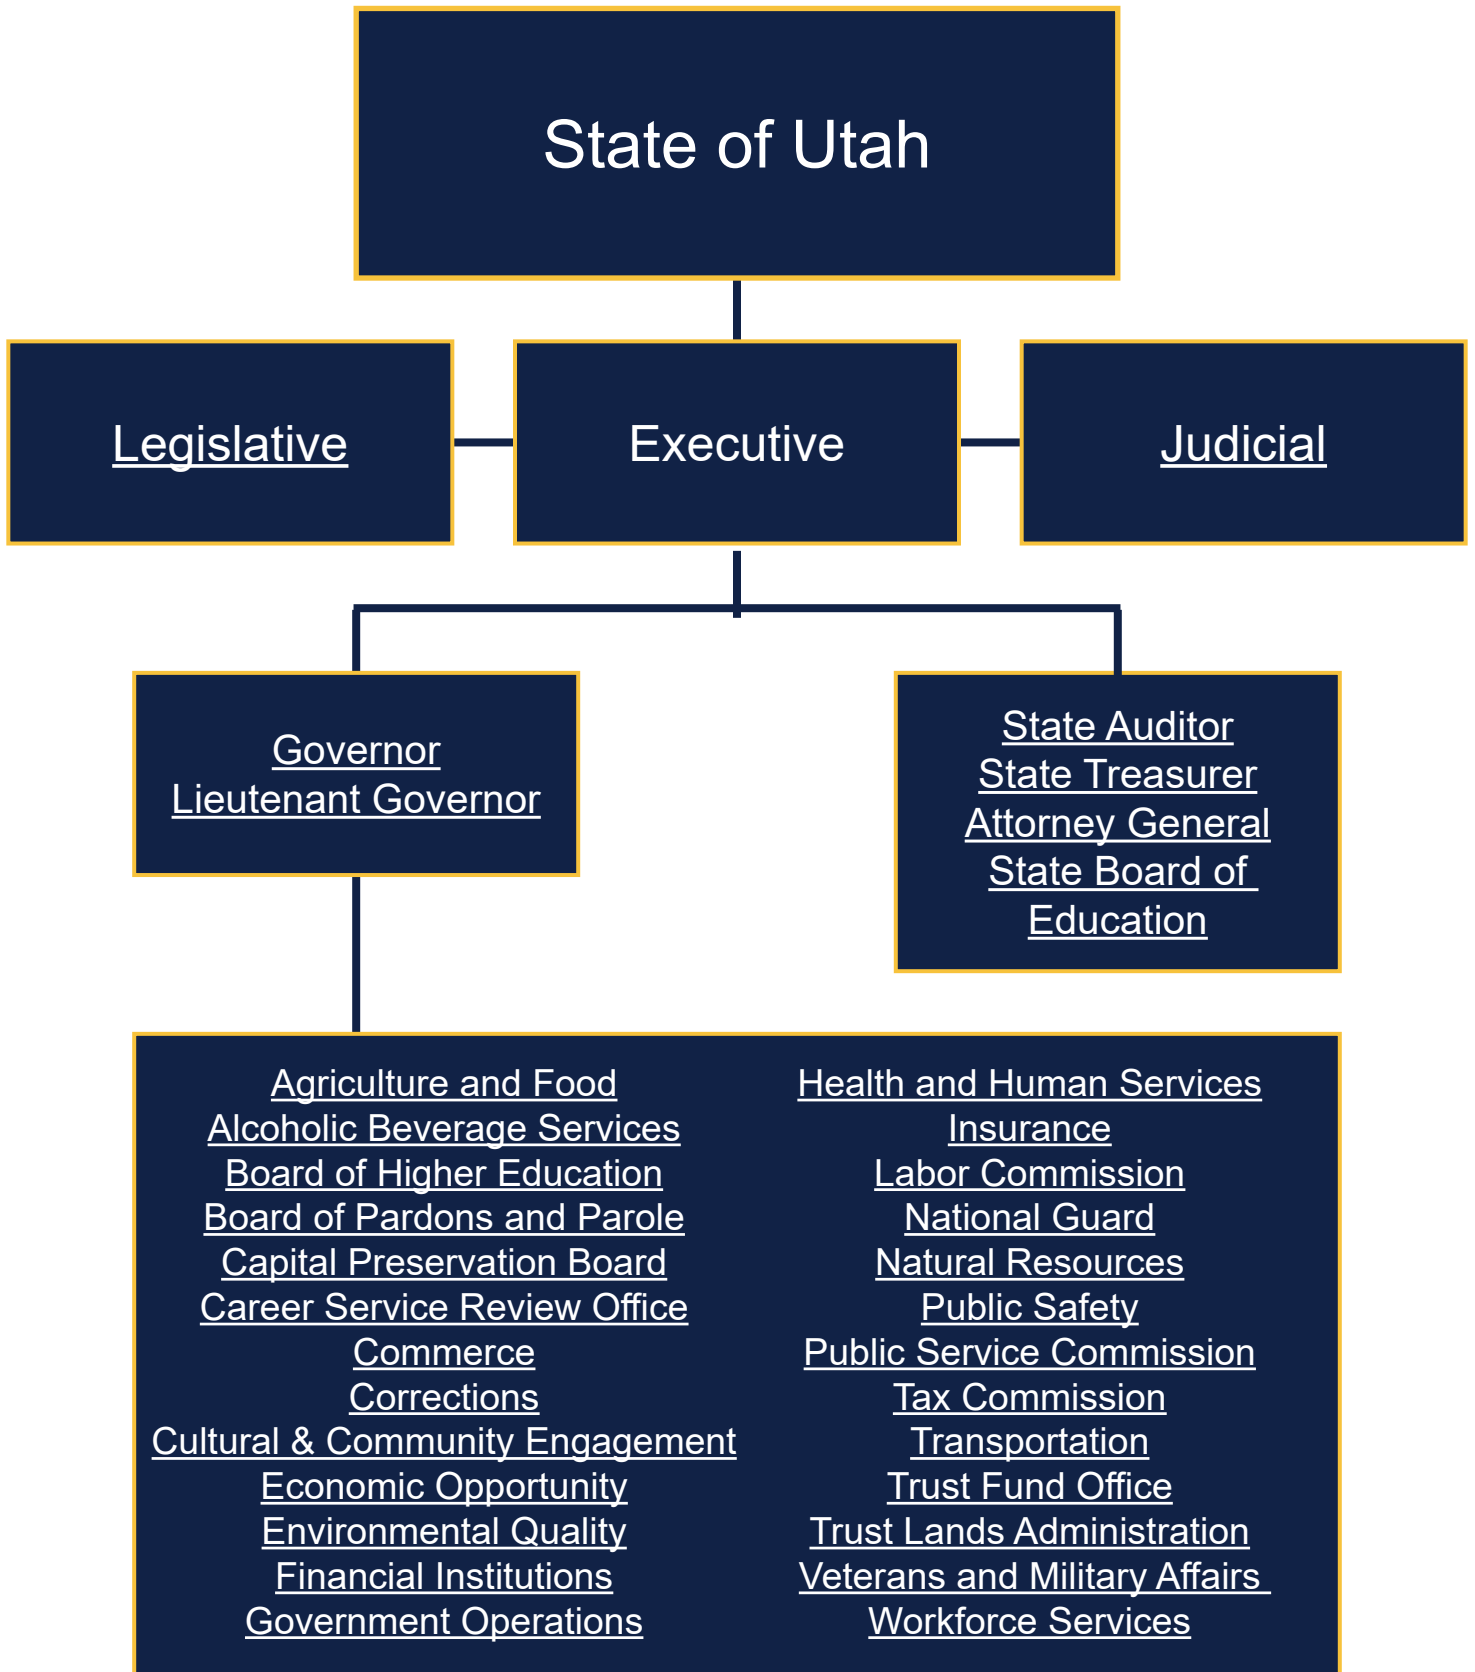 State of Utah
Legislative
Executive
Judicial
Governor
Lieutenant Governor
State Auditor
State Treasurer
Attorney General
State Board of
Education
Agriculture and Food
Alcoholic Beverage Services
Board of Higher Education
Board of Pardons and Parole
Capital Preservation Board
Career Service Review Office
Commerce
Corrections
Cultural & Community Engagement
Economic Opportunity
Environmental Quality
Financial Institutions
Government Operations
Health and Human Services
Insurance
Labor Commission
National Guard
Natural Resources
Public Safety
Public Service Commission
Tax Commission
Transportation
Trust Fund Office
Trust Lands Administration
Veterans and Military Affairs
Workforce Services